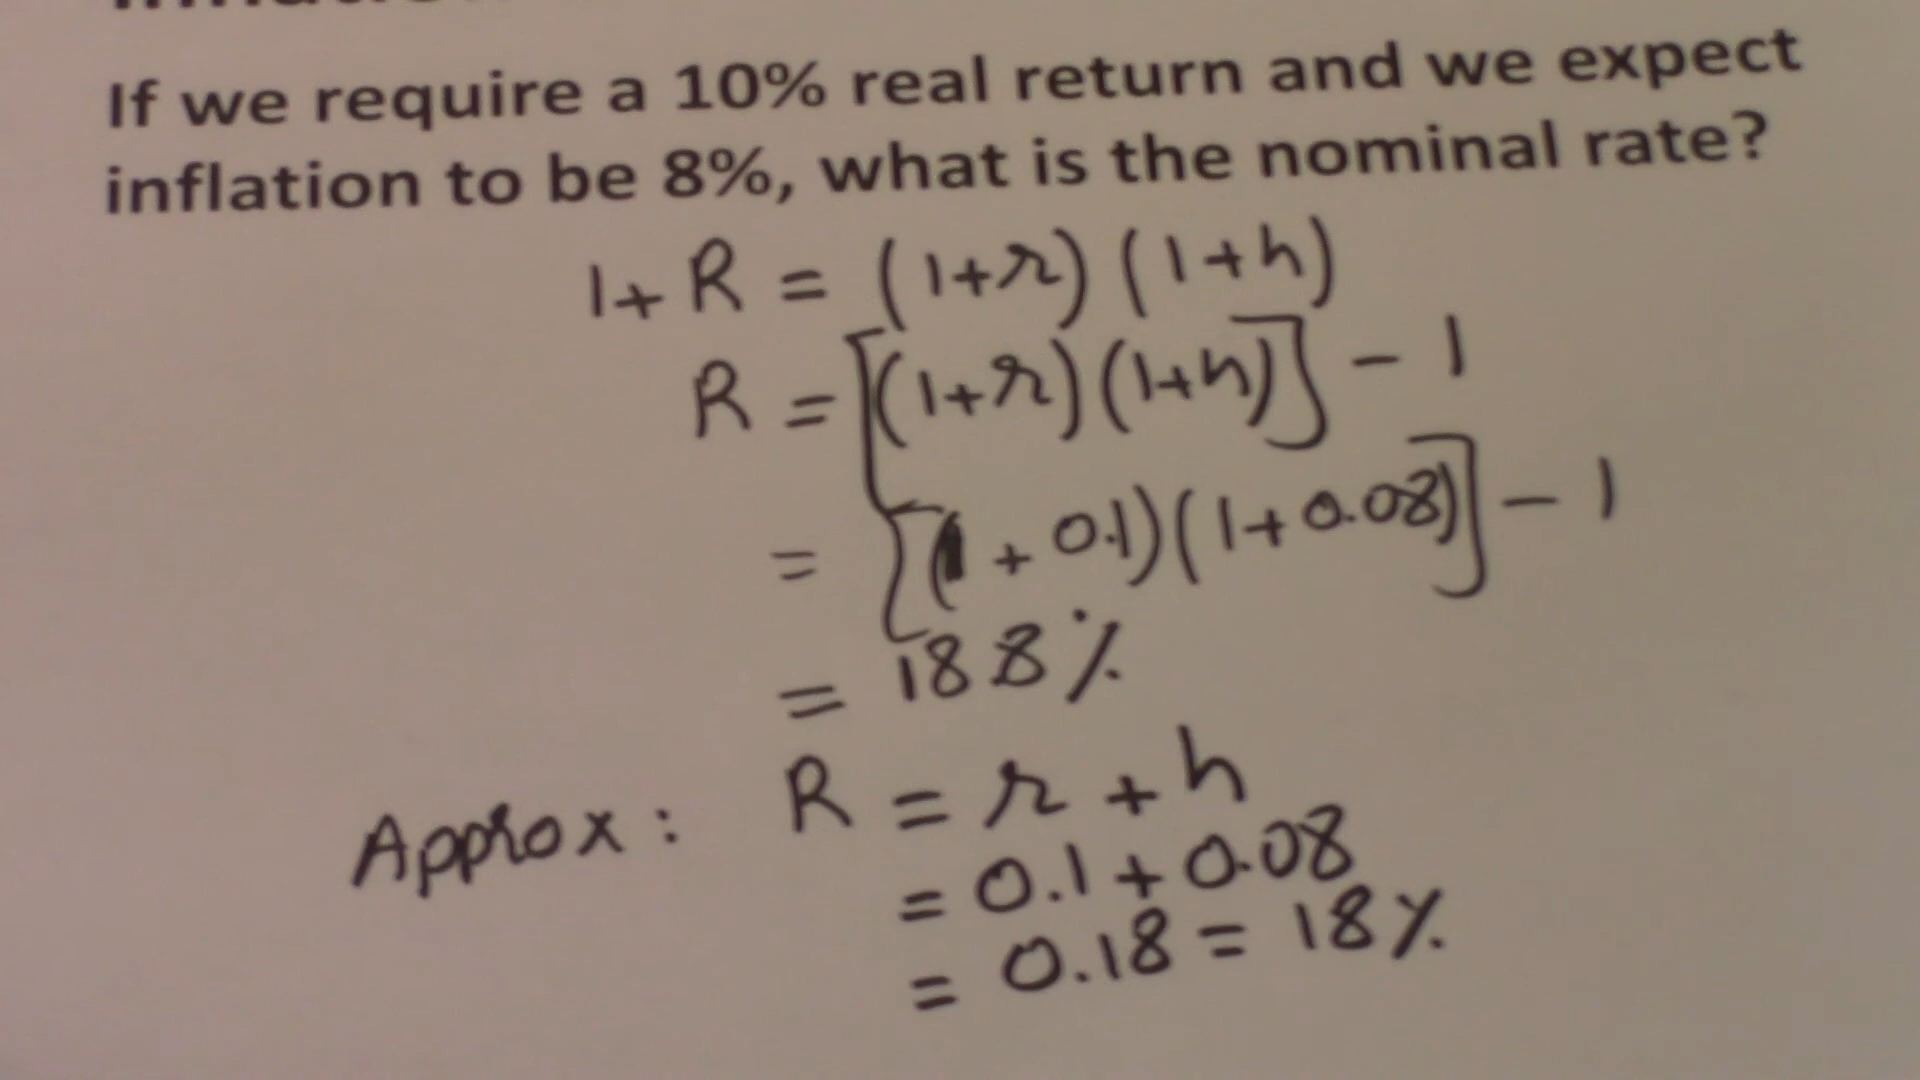 If we require a 10% real return and we expect
inflation to be 8%, what is the nominal rate?
1+ R = (1+r) (1+h)
R = [(1+r)(1+h)] - 1
= [(1 + 0.1)(1+0.08)] - 1
= 18 8%
Approx : R = r + h
= 0.1 + 0.08
= 0.18 = 18%